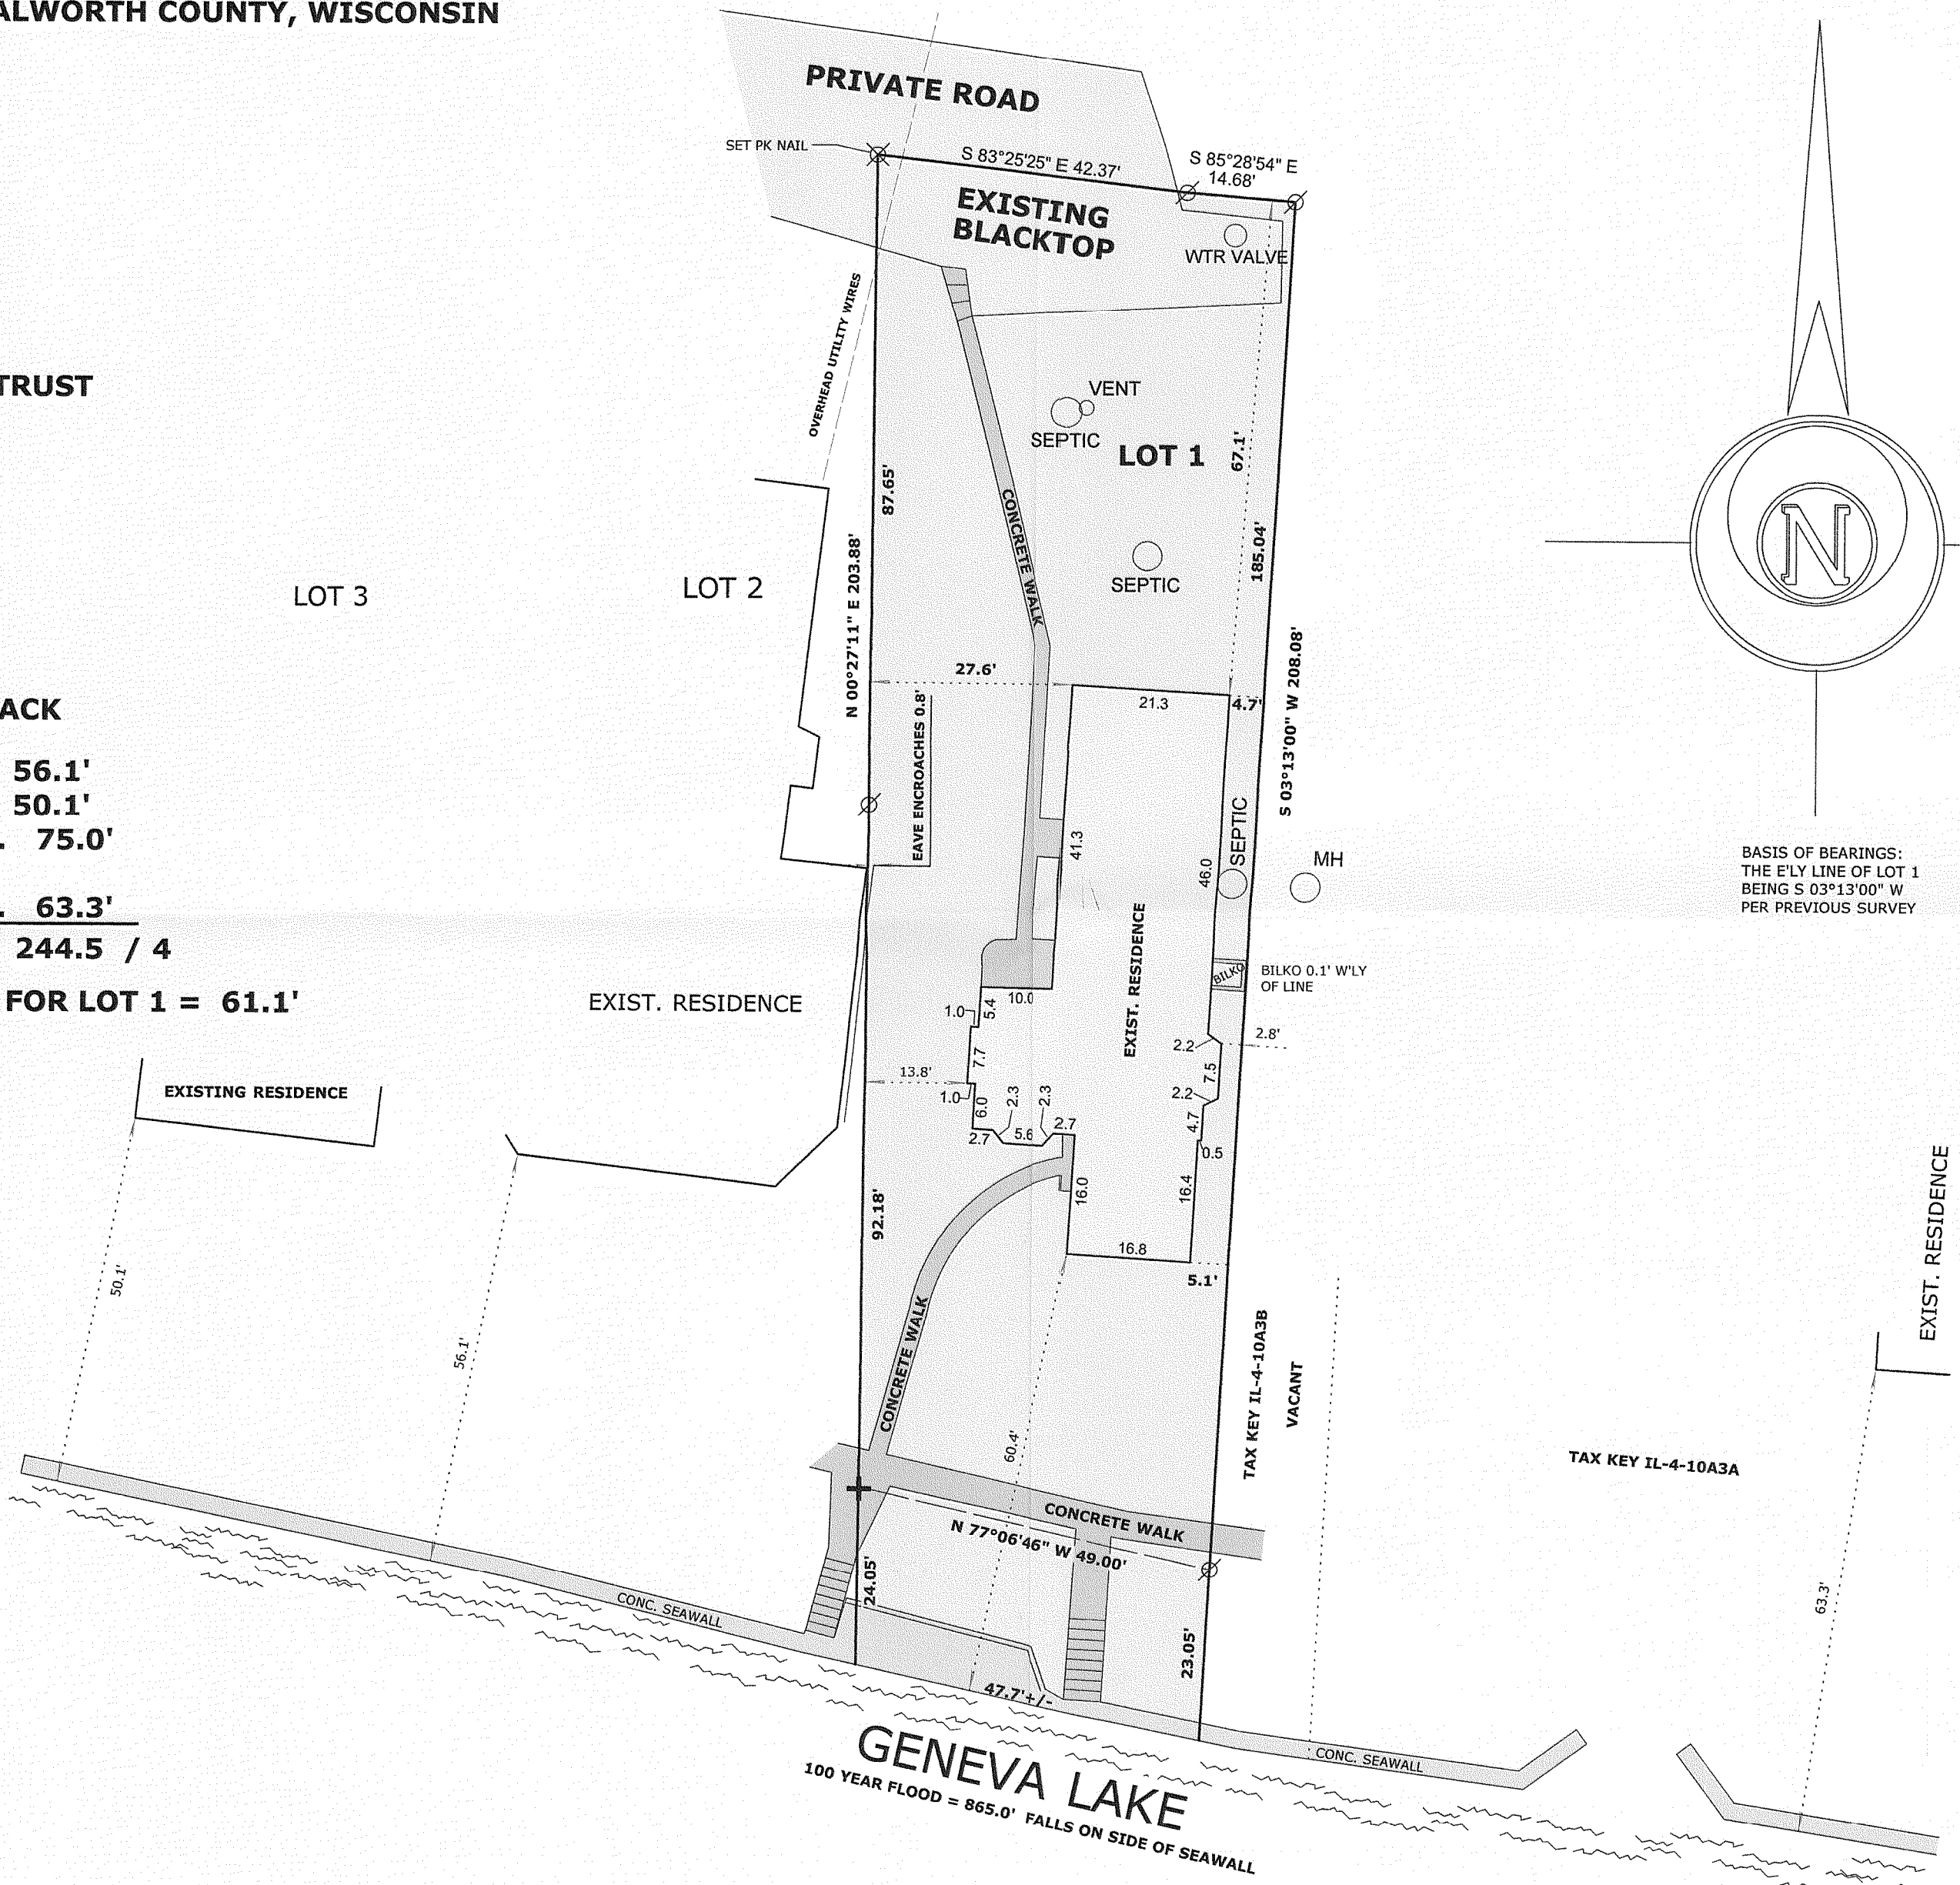 ALWORTH COUNTY, WISCONSIN
PRIVATE ROAD
SET PK NAIL
S 83°25'25" E 42.37'
S 85°28'54" E
14.68'
EXISTING
BLACKTOP
WTR VALVE
OVERHEAD UTILITY WIRES
TRUST
VENT
SEPTIC
LOT 1
67.1'
87.65'
CONCRETE WALK
185.04'
SEPTIC
LOT 3
LOT 2
N 00°27'11" E 203.88'
27.6'
21.3
4.7'
S 03°13'00" W 208.08'
EAVE ENCROACHES 0.8'
ACK
56.1'
50.1'
. 75.0'
. 63.3'
244.5 / 4
FOR LOT 1 = 61.1'
N
BASIS OF BEARINGS:
THE E'LY LINE OF LOT 1
BEING S 03°13'00" W
PER PREVIOUS SURVEY
41.3
46.0
SEPTIC
MH
EXIST. RESIDENCE
BILKO
BILKO 0.1' W'LY
OF LINE
EXIST. RESIDENCE
10.0
1.0
5.4
7.7
2.2
2.8'
7.5
2.2
13.8'
1.0
6.0
2.3
2.3
2.7
5.6
2.7
4.7
0.5
16.0
16.4
16.8
5.1'
EXISTING RESIDENCE
50.1'
56.1'
92.18'
CONCRETE WALK
60.4'
TAX KEY IL-4-10A3B
VACANT
EXIST. RESIDENCE
TAX KEY IL-4-10A3A
63.3'
CONCRETE WALK
N 77°06'46" W 49.00'
24.05'
23.05'
CONC. SEAWALL
47.7'+/-
CONC. SEAWALL
GENEVA LAKE
100 YEAR FLOOD = 865.0' FALLS ON SIDE OF SEAWALL